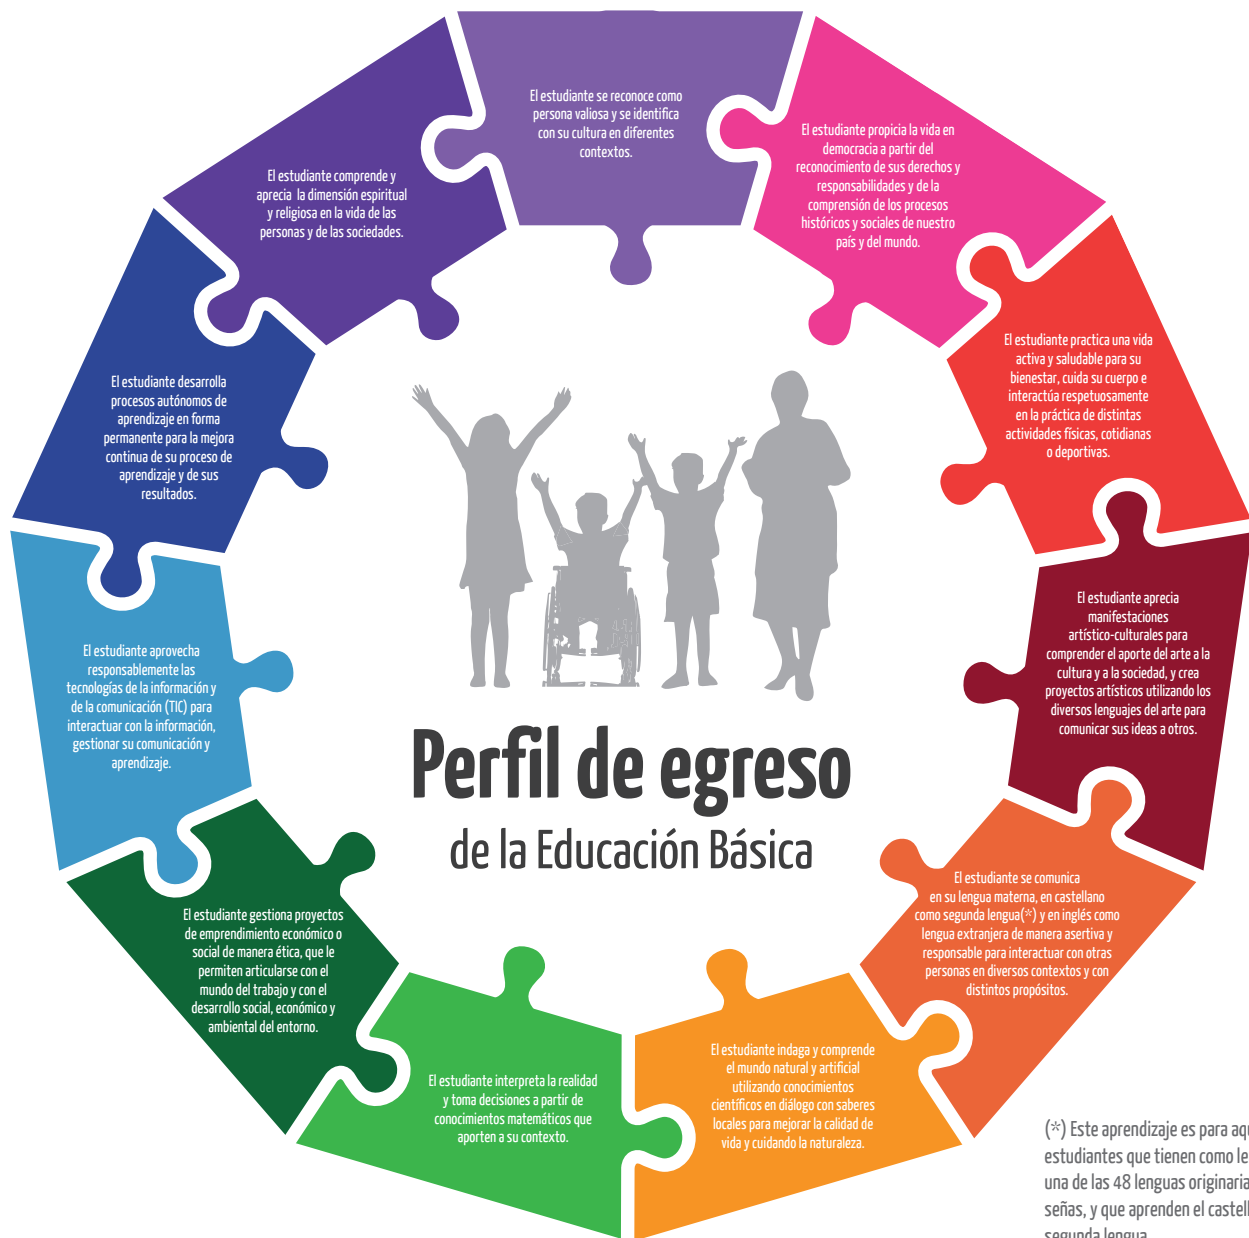 El estudiante se reconoce como
persona valiosa y se identifica
con su cultura en diferentes
contextos.
El estudiante propicia la vida en
democracia a partir del
reconocimiento de sus derechos y
responsabilidades y de la
comprensión de los procesos
históricos y sociales de nuestro
país y del mundo.
El estudiante practica una vida
activa y saludable para su
bienestar, cuida su cuerpo e
interactúa respetuosamente
en la práctica de distintas
actividades físicas, cotidianas
o deportivas.
El estudiante aprecia
manifestaciones
artístico-culturales para
comprender el aporte del arte a la
cultura y a la sociedad, y crea
proyectos artísticos utilizando los
diversos lenguajes del arte para
comunicar sus ideas a otros.
El estudiante se comunica
en su lengua materna, en castellano
como segunda lengua(*) y en inglés como
lengua extranjera de manera asertiva y
responsable para interactuar con otras
personas en diversos contextos y con
distintos propósitos.
El estudiante indaga y comprende
el mundo natural y artificial
utilizando conocimientos
científicos en diálogo con saberes
locales para mejorar la calidad de
vida y cuidando la naturaleza.
El estudiante interpreta la realidad
y toma decisiones a partir de
conocimientos matemáticos que
aporten a su contexto.
El estudiante gestiona proyectos
de emprendimiento económico o
social de manera ética, que le
permiten articularse con el
mundo del trabajo y con el
desarrollo social, económico y
ambiental del entorno.
El estudiante aprovecha
responsablemente las
tecnologías de la información y
de la comunicación (TIC) para
interactuar con la información,
gestionar su comunicación y
aprendizaje.
El estudiante desarrolla
procesos autónomos de
aprendizaje en forma
permanente para la mejora
continua de su proceso de
aprendizaje y de sus
resultados.
El estudiante comprende y
aprecia la dimensión espiritual
y religiosa en la vida de las
personas y de las sociedades.
Perfil de egreso
de la Educación Básica
(*) Este aprendizaje es para
estudiantes que tienen como
una de las 48 lenguas
señas, y que aprenden el
segunda lengua